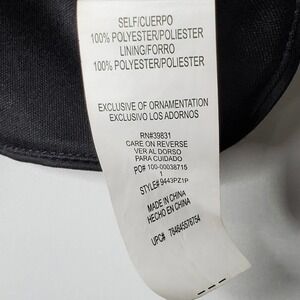 SELF/CUERPO
100% POLYESTER/POLIESTER
LINING/FORRO
100% POLYESTER/POLIESTER
EXCLUSIVE OF ORNAMENTATION
EXCLUSIVO LOS ADORNOS
RN#39831
CARE ON REVERSE
VER AL DORSO
PARA CUIDADO
PO# 100-00038715
1
STYLE# 9443PZ1P
MADE IN CHINA
HECHO EN CHINA
UPC# 764645576754